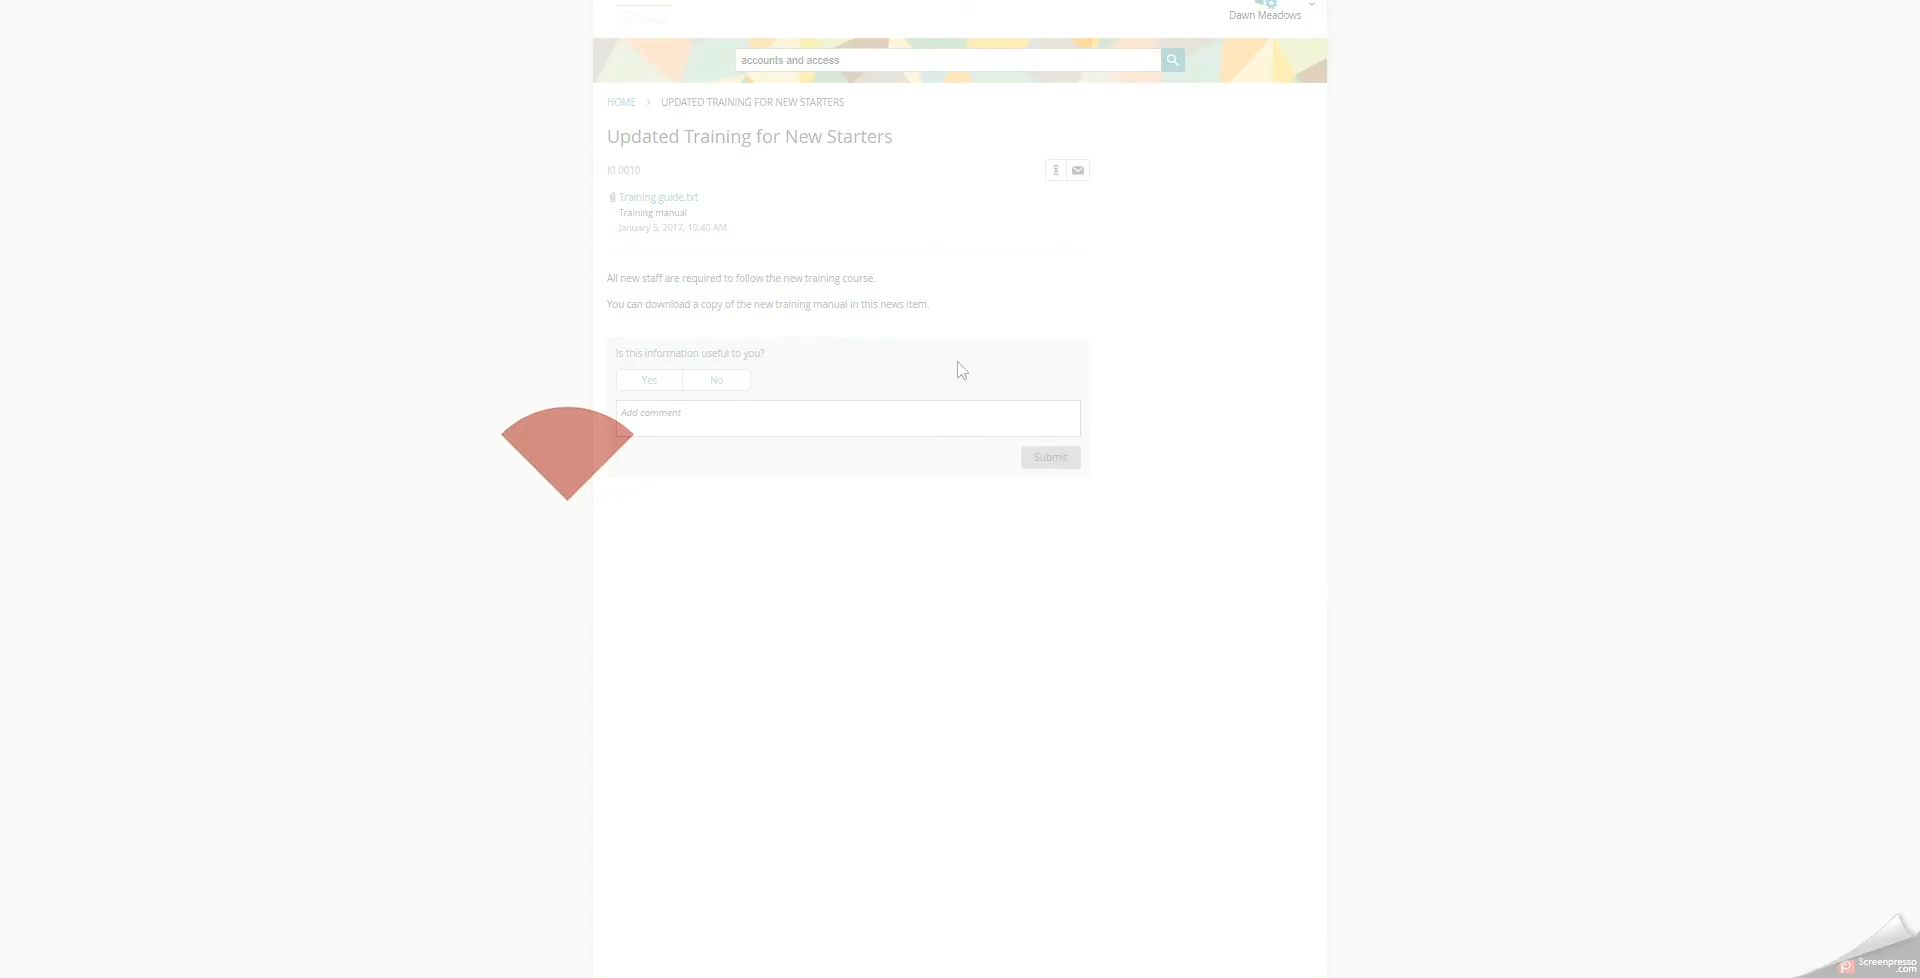 Dawn Meadows
accounts and access
HOME > UPDATED TRAINING FOR NEW STARTERS
Updated Training for New Starters
KI 0010
Training guide.txt
Training manual
January 5, 2017, 10:40 AM
All new staff are required to follow the new training course.
You can download a copy of the new training manual in this news item.
Is this information useful to you?
Yes No
Add comment
Submit
Screenpresso
.com